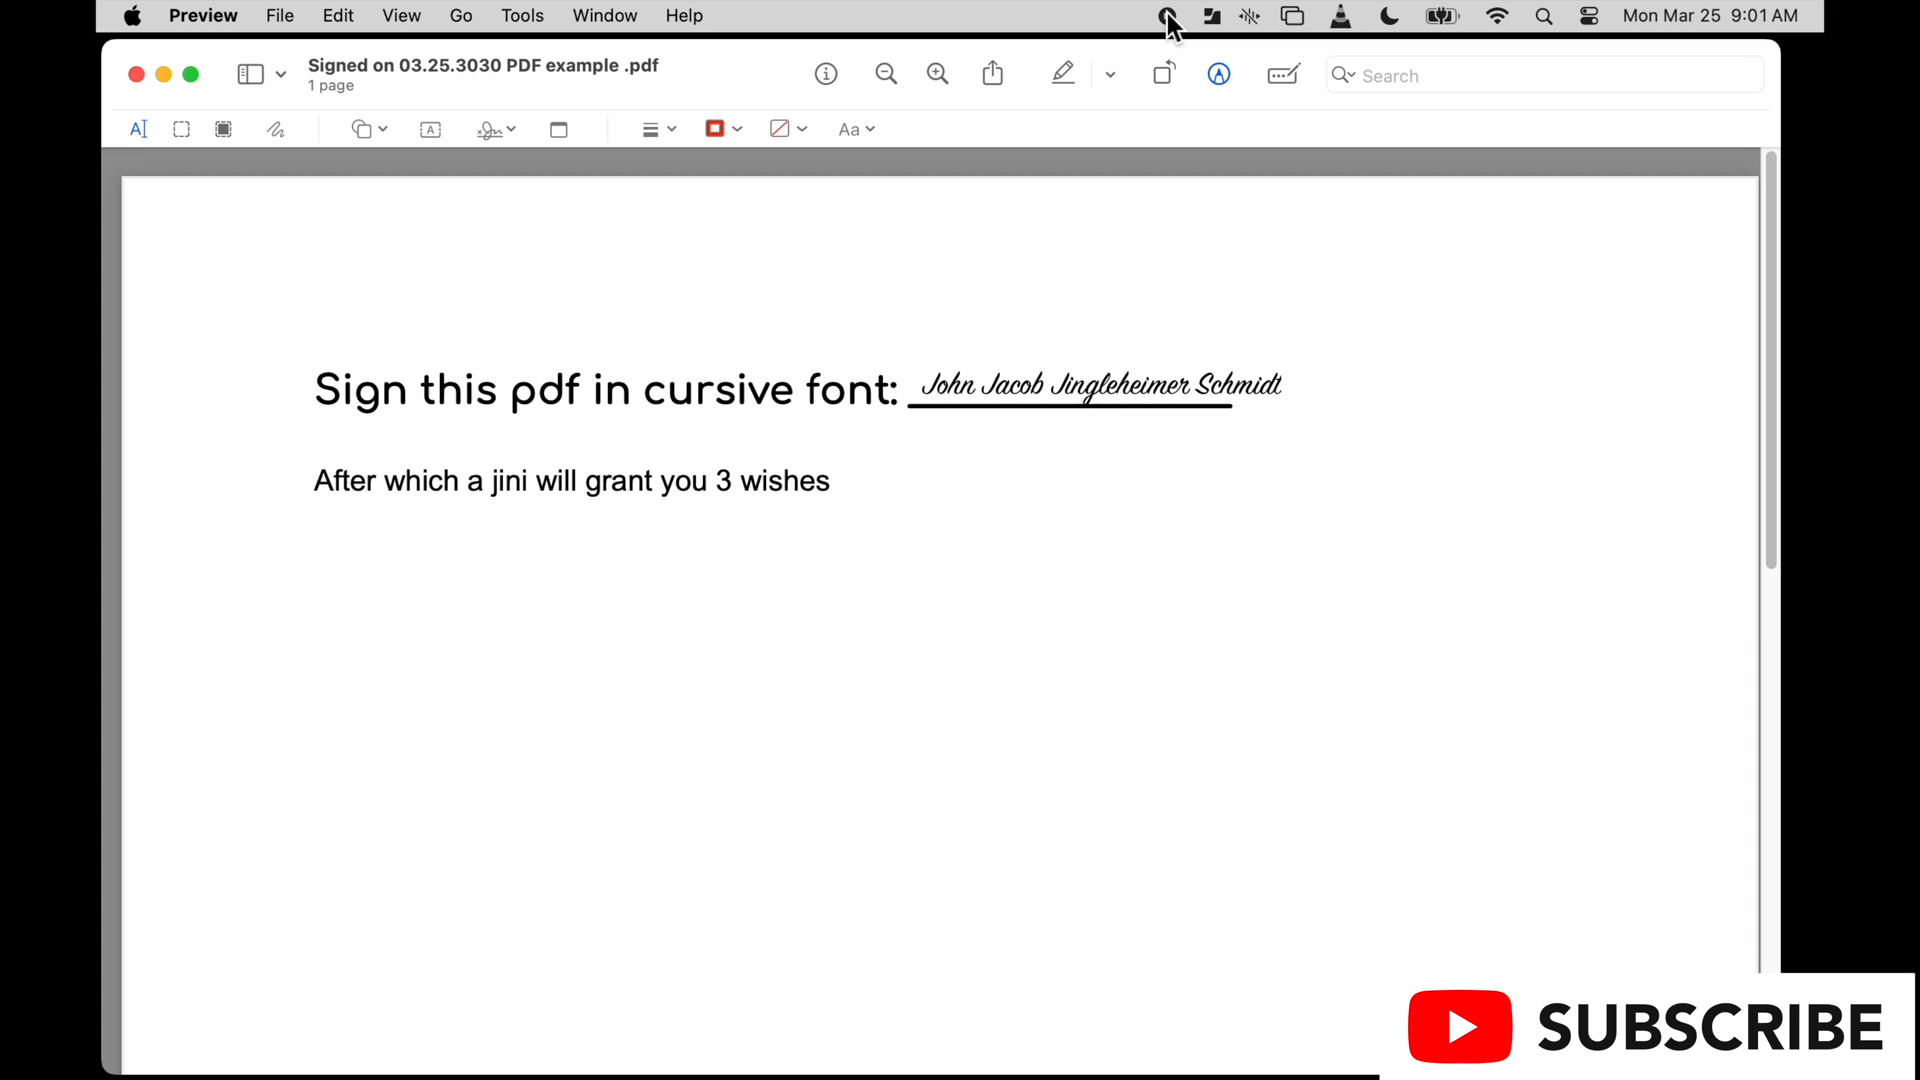 Preview File Edit View Go Tools Window Help Mon Mar 25 9:01 AM
Signed on 03.25.3030 PDF example .pdf
1 page
Search
A
A
Aa
Sign this pdf in cursive font: John Jacob Jingleheimer Schmidt
After which a jini will grant you 3 wishes
SUBSCRIBE